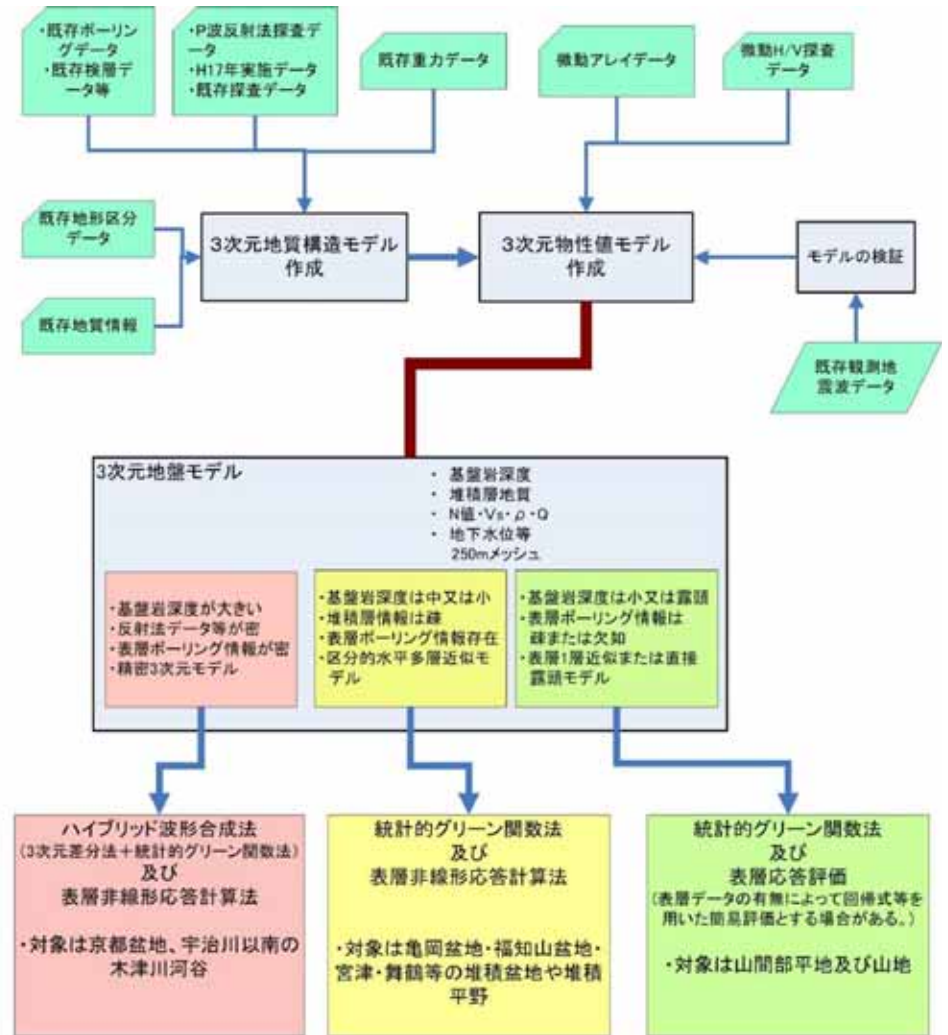 ・既存ボーリ
ングデータ
・既存検層デ
ータ等
・P波反射法探査デ
ータ
・H17年実施データ
・既存探査データ
既存重力データ
微動アレイデータ
微動H/V探査
データ
既存地形区分
データ
既存地質情報
3次元地質構造モデル
作成
3次元物性値モデル
作成
モデルの検証
既存観測地
震波データ
3次元地盤モデル
・ 基盤岩深度
・ 堆積層地質
・ N値・Vs・ρ・Q
・ 地下水位等
250mメッシュ
・基盤岩深度が大きい
・反射法データ等が密
・表層ボーリング情報が密
・精密3次元モデル
・基盤岩深度は中又は小
・堆積層情報は疎
・表層ボーリング情報存在
・区分的水平多層近似モ
デル
・基盤岩深度は小又は露頭
・表層ボーリング情報は
疎または欠如
・表層1層近似または直接
露頭モデル
ハイブリッド波形合成法
(3次元差分法+統計的グリーン関数法)
及び
表層非線形応答計算法
・対象は京都盆地、宇治川以南の
木津川河谷
統計的グリーン関数法
及び
表層非線形応答計算法
・対象は亀岡盆地・福知山盆地・
宮津・舞鶴等の堆積盆地や堆積
平野
統計的グリーン関数法
及び
表層応答評価
(表層データの有無によって回帰式等を
用いた簡易評価とする場合がある。)
・対象は山間部平地及び山地